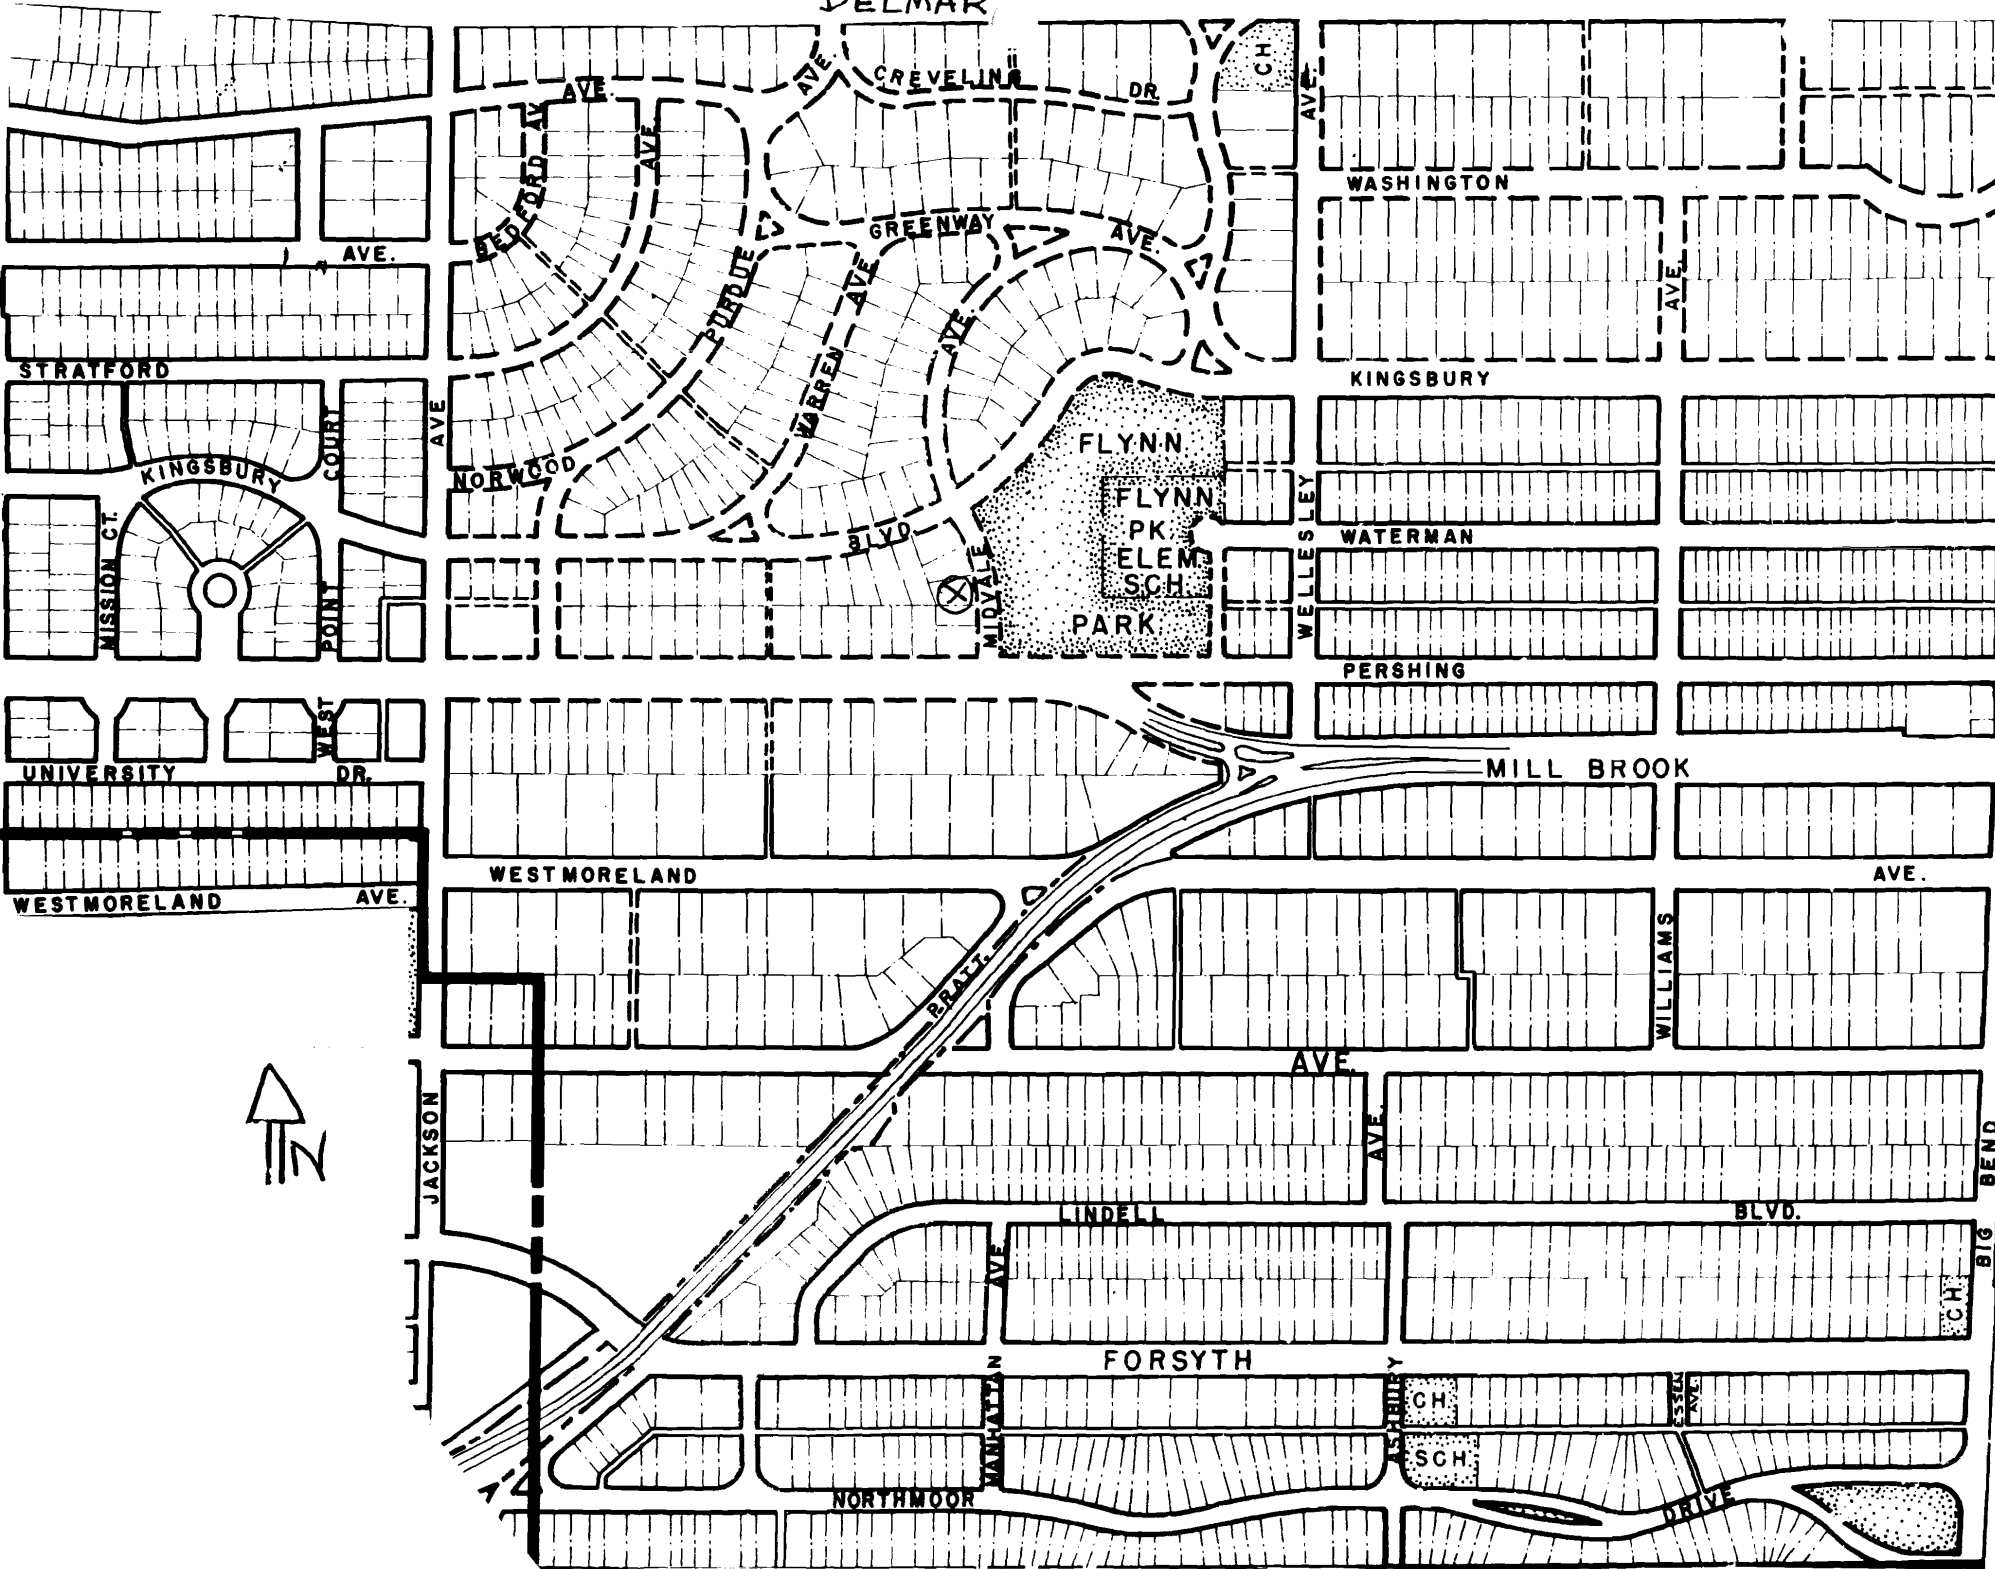 DELMAR
CREVELING
DR.
AVE.
AVE.
CH
AVE.
BEDFORD AV
AVE.
WASHINGTON
GREENWAY
AVE.
AVE.
PURDUE
WARREN AVE.
AVE.
AVE.
STRATFORD
KINGSBURY
COURT
AVE
KINGSBURY
NORWOOD
FLYNN
FLYNN
PK
ELEM.
SCH.
PARK
BLVD
WATERMAN
WELLESLEY
MISSION CT.
POINT
WEST
MIDVALE
PERSHING
UNIVERSITY
DR.
MILL BROOK
WESTMORELAND
AVE.
WESTMORELAND
AVE.
WILLIAMS
PRATT.
AVE.
N
JACKSON
AVE.
BEND
BIG
LINDELL
BLVD.
AVE
CH
FORSYTH
MANHATTAN
ASHBURY
CH
ESSEX
AVE.
SCH
NORTHMOOR
DRIVE